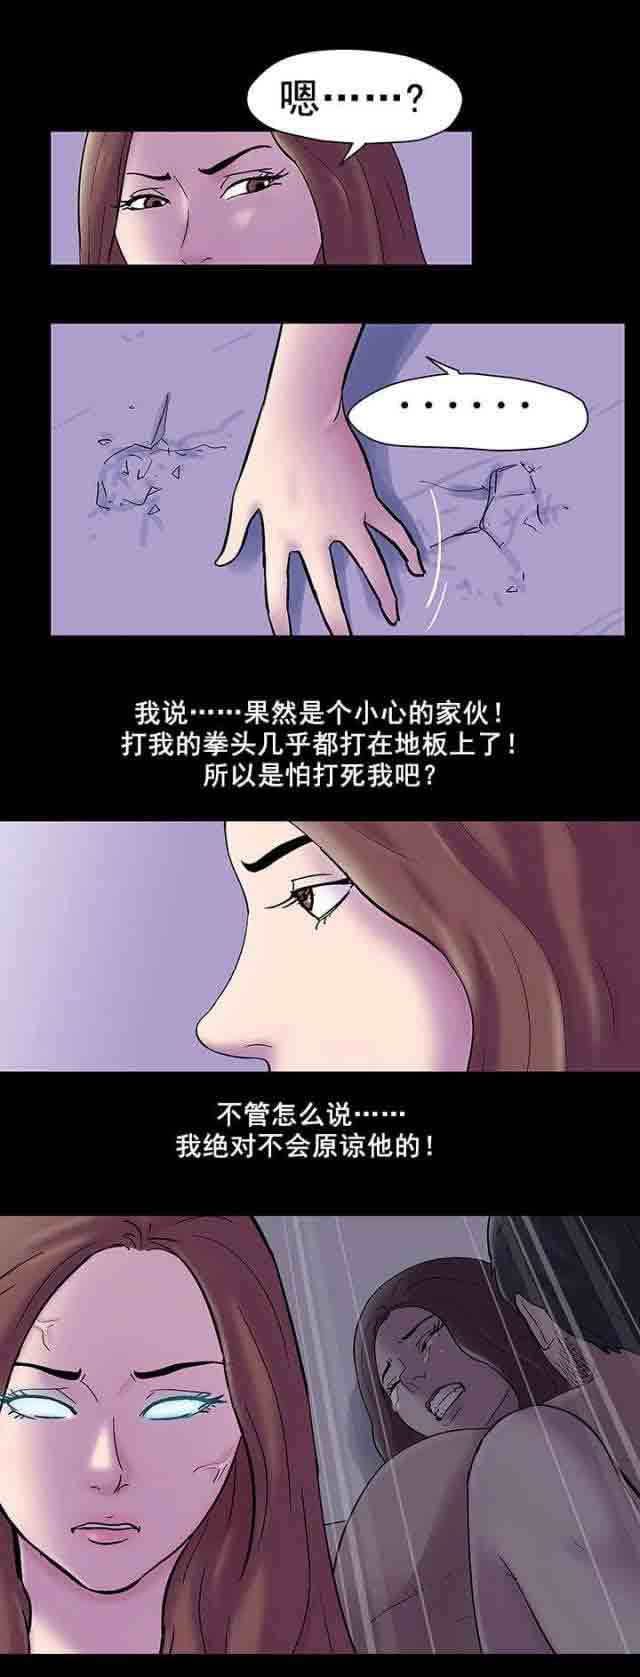 嗯……?
……
我说……果然是个小心的家伙！
打我的拳头几乎都打在地板上了！
所以是怕打死我吧？
不管怎么说……
我绝对不会原谅他的！